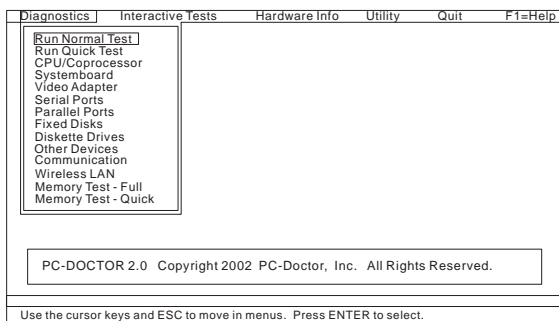 Diagnostics Interactive Tests Hardware Info Utility Quit F1=Help
Run Normal Test
Run Quick Test
CPU/Coprocessor
Systemboard
Video Adapter
Serial Ports
Parallel Ports
Fixed Disks
Diskette Drives
Other Devices
Communication
Wireless LAN
Memory Test - Full
Memory Test - Quick
PC-DOCTOR 2.0 Copyright 2002 PC-Doctor, Inc. All Rights Reserved.
Use the cursor keys and ESC to move in menus. Press ENTER to select.